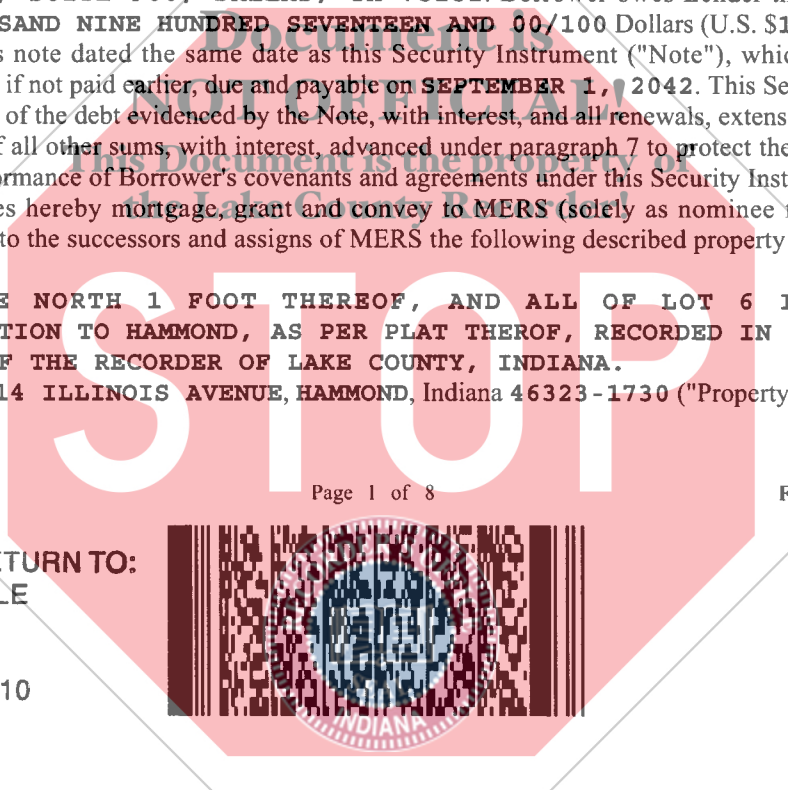 SAND NINE HUNDRED SEVENTEEN AND 00/100 Dollars (U.S. $1
s note dated the same date as this Security Instrument ("Note"), whic
if not paid earlier, due and payable on SEPTEMBER 1, 2042. This Se
of the debt evidenced by the Note, with interest, and all renewals, extens
f all other sums, with interest, advanced under paragraph 7 to protect the
ormance of Borrower's covenants and agreements under this Security Inst
es hereby mortgage, grant and convey to MERS (solely as nominee f
to the successors and assigns of MERS the following described property
Document is
NOT OFFICIAL!
This Document is the property of
the Lake County Recorder!
E NORTH 1 FOOT THEREOF, AND ALL OF LOT 6 I
TION TO HAMMOND, AS PER PLAT THEROF, RECORDED IN
F THE RECORDER OF LAKE COUNTY, INDIANA.
14 ILLINOIS AVENUE, HAMMOND, Indiana 46323-1730 ("Property
STOP
Page 1 of 8
F
ETURN TO:
LE
10
RECORDER'S OFFICE
SEAL
INDIANA